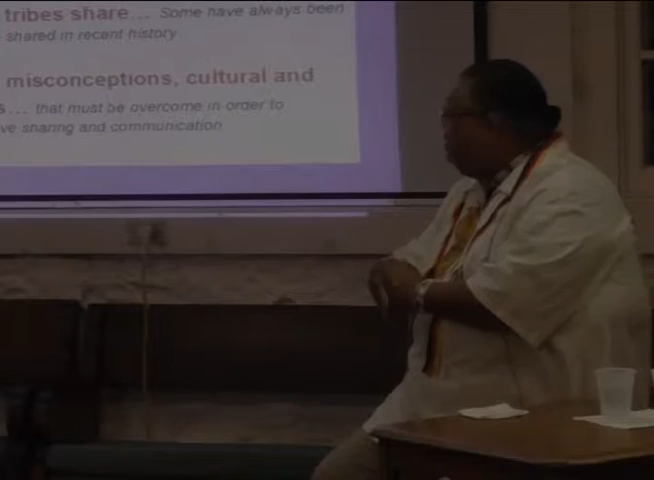 tribes share... Some have always been
shared in recent history
misconceptions, cultural and
s... that must be overcome in order to
ve sharing and communication